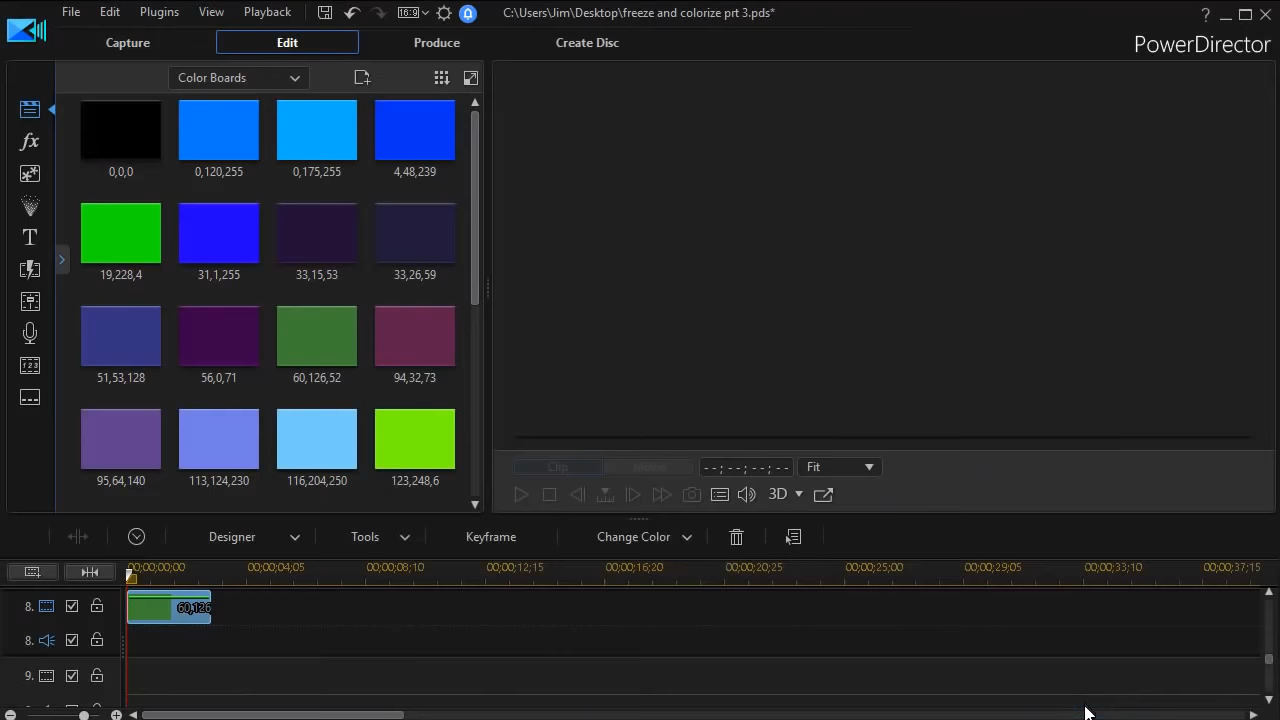 File Edit Plugins View Playback 16:9 C:\Users\Jim\Desktop\freeze and colorize prt 3.pds* ?
Capture Edit Produce Create Disc PowerDirector
Color Boards
0,0,0 0,120,255 0,175,255 4,48,239
fx
19,228,4 31,1,255 33,15,53 33,26,59
T
51,53,128 56,0,71 60,126,52 94,32,73
95,64,140 113,124,230 116,204,250 123,248,6
Clip Movie --;--;--;-- Fit
3D
Designer Tools Keyframe Change Color
00;00;00;00 00;00;04;05 00;00;08;10 00;00;12;15 00;00;16;20 00;00;20;25 00;00;25;00 00;00;29;05 00;00;33;10 00;00;37;15
8. 60,126
8.
9.